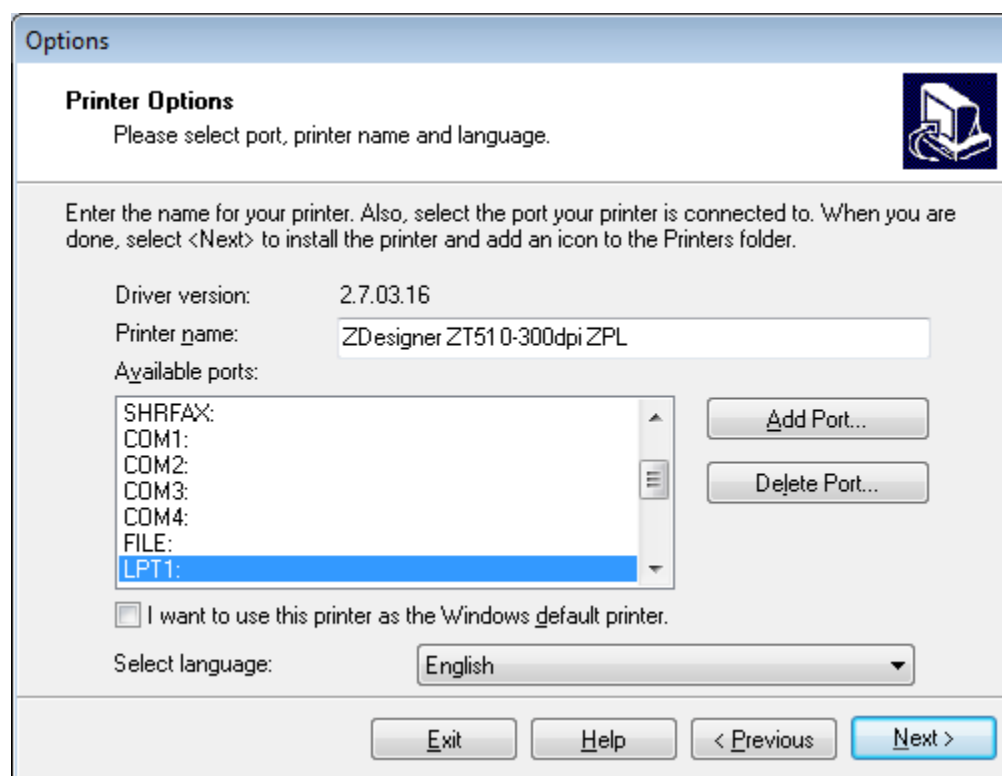 Options
Printer Options
Please select port, printer name and language.
Enter the name for your printer. Also, select the port your printer is connected to. When you are
done, select <Next> to install the printer and add an icon to the Printers folder.
Driver version: 2.7.03.16
Printer name: ZDesigner ZT510-300dpi ZPL
Available ports:
SHRFAX:
COM1:
COM2:
COM3:
COM4:
FILE:
LPT1:
Add Port...
Delete Port...
I want to use this printer as the Windows default printer.
Select language: English
Exit Help < Previous Next >